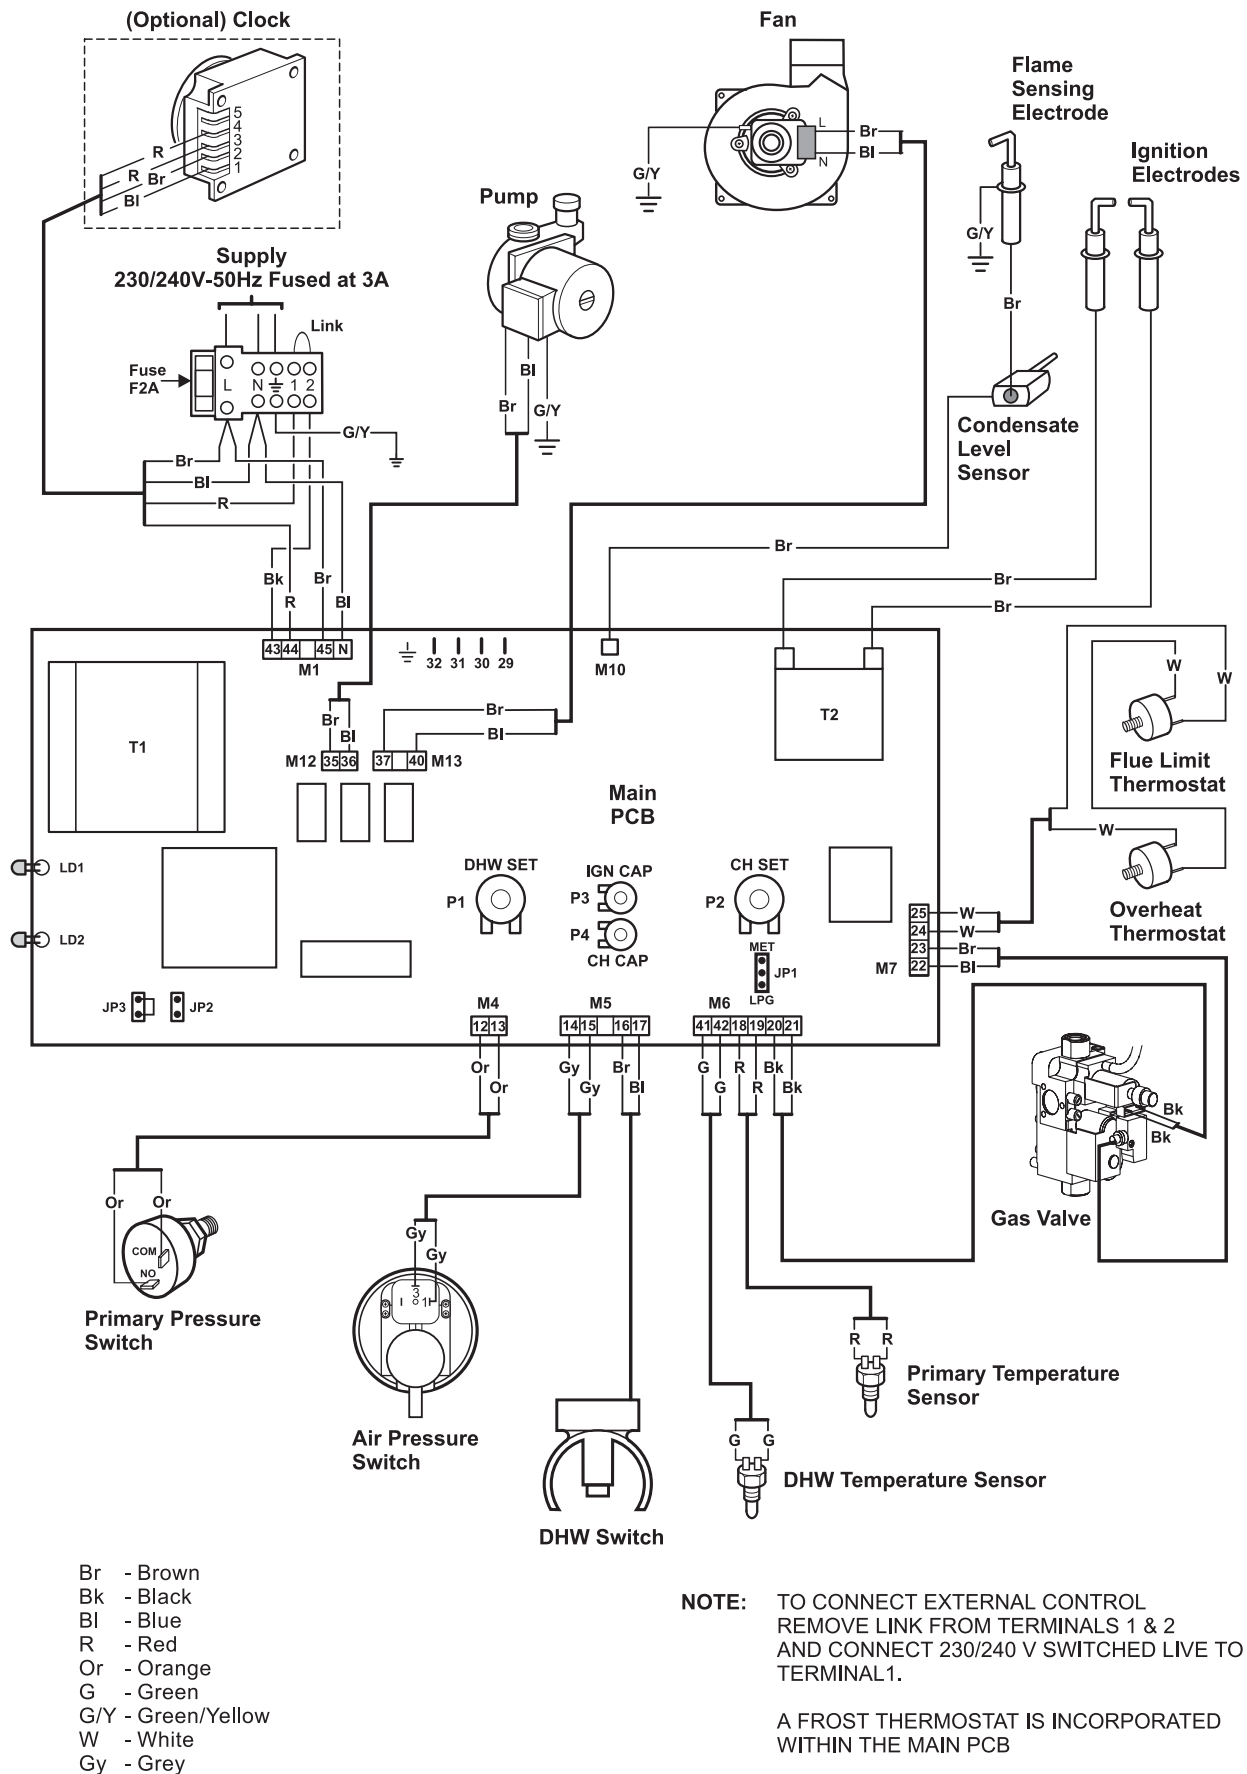 (Optional) Clock
5
4
3
2
1
R
R
Br
Bl
Fan
L
N
Br
Bl
G/Y
Flame
Sensing
Electrode
G/Y
Br
Ignition
Electrodes
Pump
Bl
Br
G/Y
Supply
230/240V-50Hz Fused at 3A
Link
Fuse
F2A
L N 1 2
G/Y
Br
Bl
R
Bk
R
Br
Bl
Condensate
Level
Sensor
Br
Br
Br
43 44 45 N
M1
32 31 30 29
M10
T1
T2
Br
Bl
M12 35 36
Br
Bl
37 40 M13
Main
PCB
W
W
Flue Limit
Thermostat
W
Overheat
Thermostat
LD1
LD2
DHW SET
P1
IGN CAP
P3
P4
CH CAP
CH SET
P2
MET
JP1
LPG
25 W
24 W
23 Br
22 Bl
M7
JP3
JP2
M4
12 13
M5
14 15 16 17
M6
41 42 18 19 20 21
Or
Or
Gy
Gy
Br
Bl
G
G
R
R
Bk
Bk
Bk
Bk
Gas Valve
Or
Or
COM
NO
Primary Pressure
Switch
Gy
Gy
3
1
Air Pressure
Switch
DHW Switch
R R
Primary Temperature
Sensor
G G
DHW Temperature Sensor
Br - Brown
Bk - Black
Bl - Blue
R - Red
Or - Orange
G - Green
G/Y - Green/Yellow
W - White
Gy - Grey
NOTE: TO CONNECT EXTERNAL CONTROL
REMOVE LINK FROM TERMINALS 1 & 2
AND CONNECT 230/240 V SWITCHED LIVE TO
TERMINAL1.
A FROST THERMOSTAT IS INCORPORATED
WITHIN THE MAIN PCB